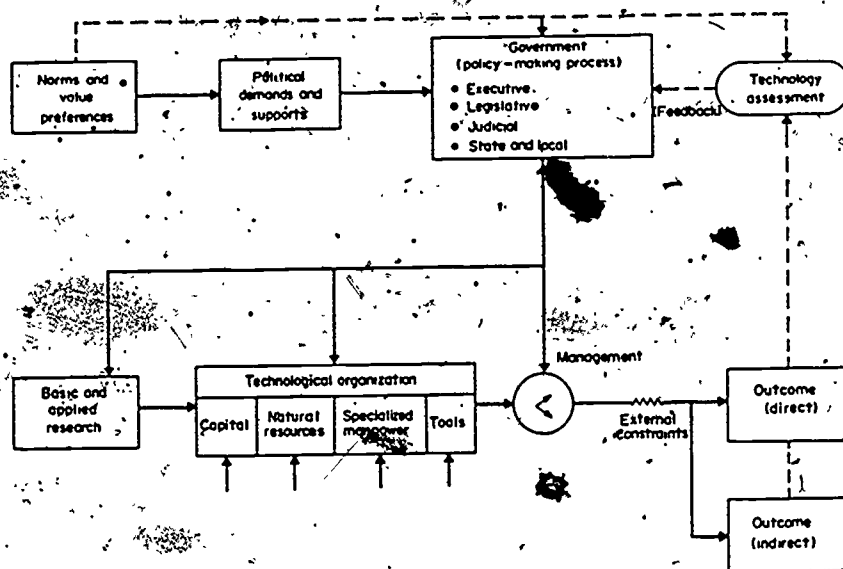 Norms and
value
preferences
Political
demands and
supports
Government
(policy-making process)
• Executive
• Legislative
• Judicial
• State and local
Technology
assessment
(Feedback)
Management
Basic and
applied
research
Technological organization
Capital
Natural
resources
Specialized
manpower
Tools
External
constraints
Outcome
(direct)
Outcome
(indirect)